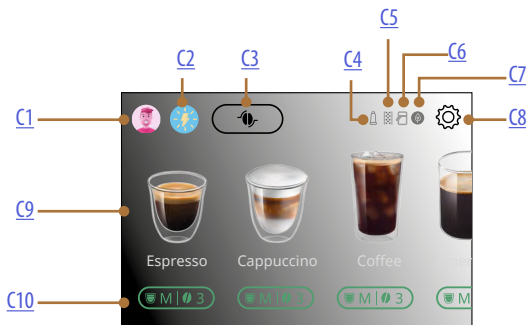 C5
C2 C3 C4 C6
C7
C1 C8
C9
Espresso Cappuccino Coffee
C10
M 3 M 3 M 3 M